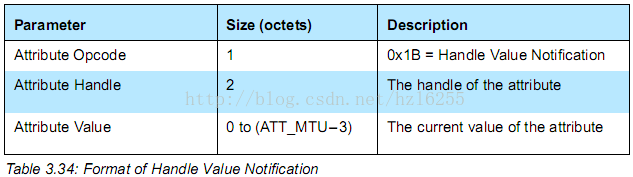 Parameter Size (octets) Description
Attribute Opcode 1 0x1B = Handle Value Notification
Attribute Handle 2 The handle of the attribute
http://blog.csdn.net/hzl6255
Attribute Value 0 to (ATT_MTU–3) The current value of the attribute
Table 3.34: Format of Handle Value Notification